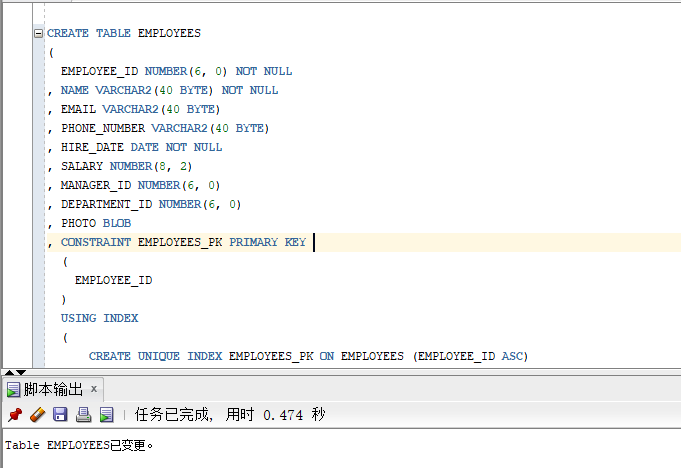 CREATE TABLE EMPLOYEES
(
EMPLOYEE_ID NUMBER(6, 0) NOT NULL
, NAME VARCHAR2(40 BYTE) NOT NULL
, EMAIL VARCHAR2(40 BYTE)
, PHONE_NUMBER VARCHAR2(40 BYTE)
, HIRE_DATE DATE NOT NULL
, SALARY NUMBER(8, 2)
, MANAGER_ID NUMBER(6, 0)
, DEPARTMENT_ID NUMBER(6, 0)
, PHOTO BLOB
, CONSTRAINT EMPLOYEES_PK PRIMARY KEY
(
EMPLOYEE_ID
)
USING INDEX
(
CREATE UNIQUE INDEX EMPLOYEES_PK ON EMPLOYEES (EMPLOYEE_ID ASC)
脚本输出 x
任务已完成, 用时 0.474 秒
Table EMPLOYEES已变更。